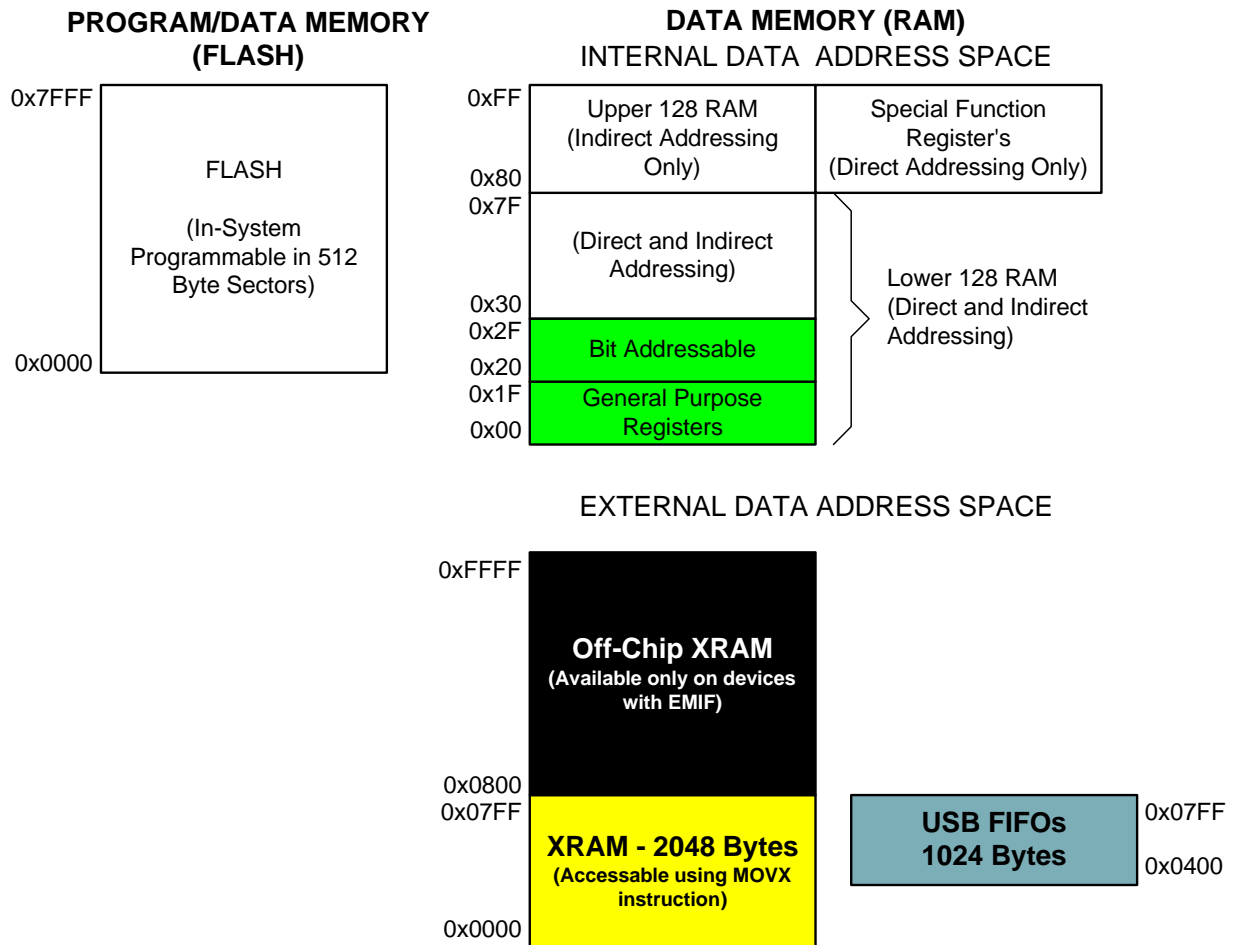 PROGRAM/DATA MEMORY
(FLASH)
0x7FFF
FLASH
(In-System
Programmable in 512
Byte Sectors)
0x0000
DATA MEMORY (RAM)
INTERNAL DATA ADDRESS SPACE
0xFF
Upper 128 RAM
(Indirect Addressing
Only)
0x80
Special Function
Register's
(Direct Addressing Only)
0x7F
(Direct and Indirect
Addressing)
0x30
0x2F
Bit Addressable
0x20
0x1F
General Purpose
Registers
0x00
Lower 128 RAM
(Direct and Indirect
Addressing)
EXTERNAL DATA ADDRESS SPACE
0xFFFF
Off-Chip XRAM
(Available only on devices
with EMIF)
0x0800
0x07FF
XRAM - 2048 Bytes
(Accessable using MOVX
instruction)
0x0000
USB FIFOs
1024 Bytes
0x07FF
0x0400